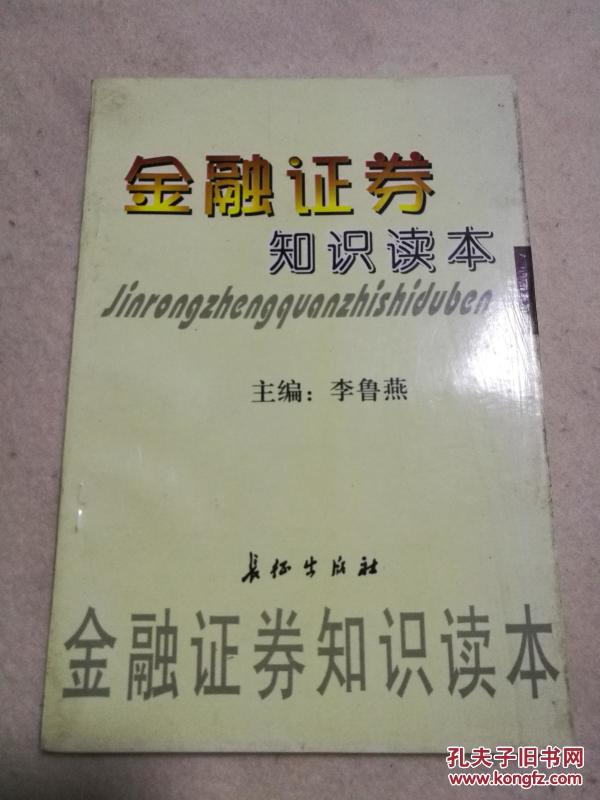 金融证券
知识读本
Jinrongzhengquanzhishiduben
主编：李鲁燕
长征出版社
金融证券知识读本
孔夫子旧书网
www.kongfz.com